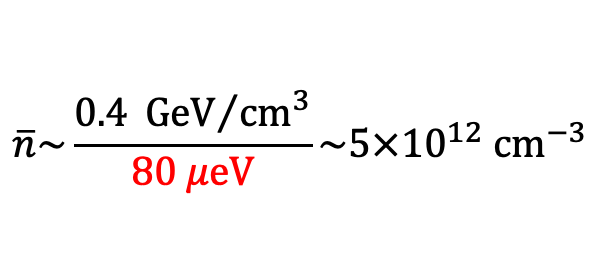 n̄~ 0.4 GeV/cm³ / 80 μeV ~5×10¹² cm⁻³